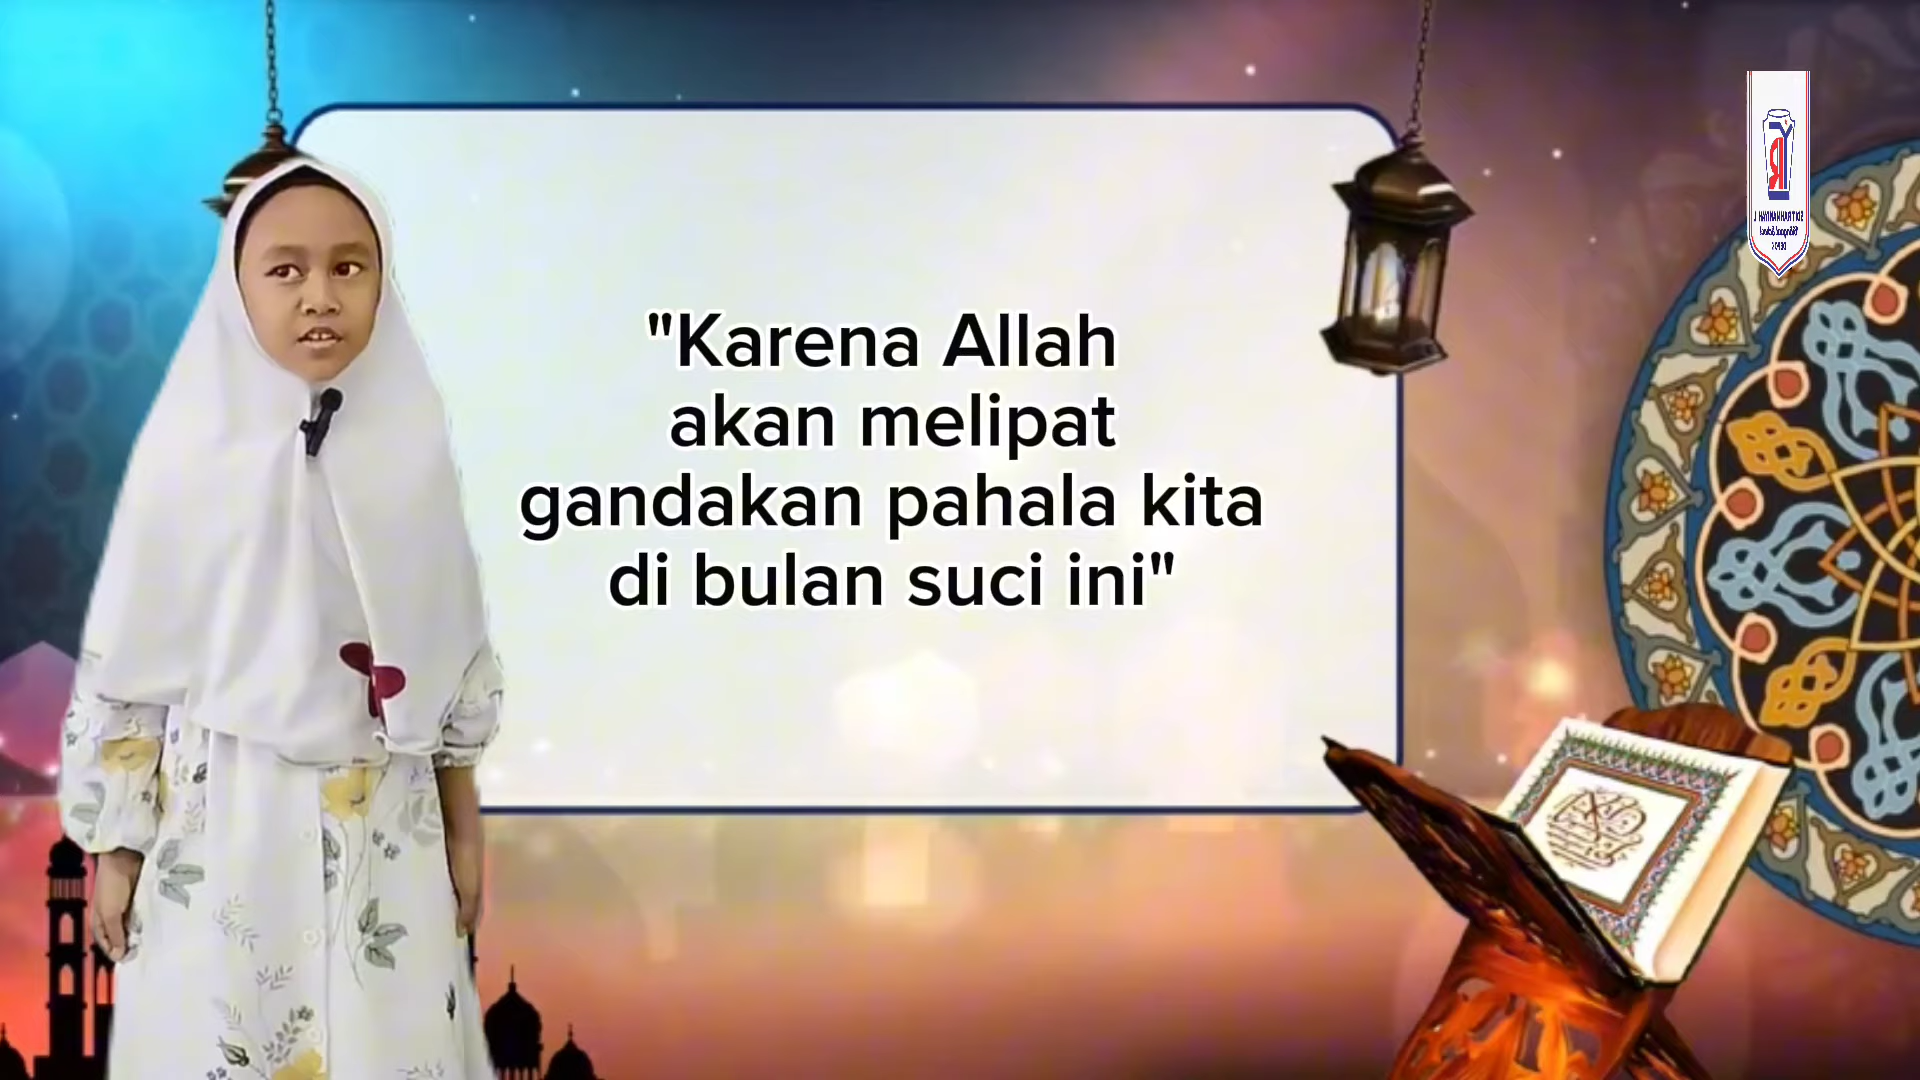 "Karena Allah
akan melipat
gandakan pahala kita
di bulan suci ini"